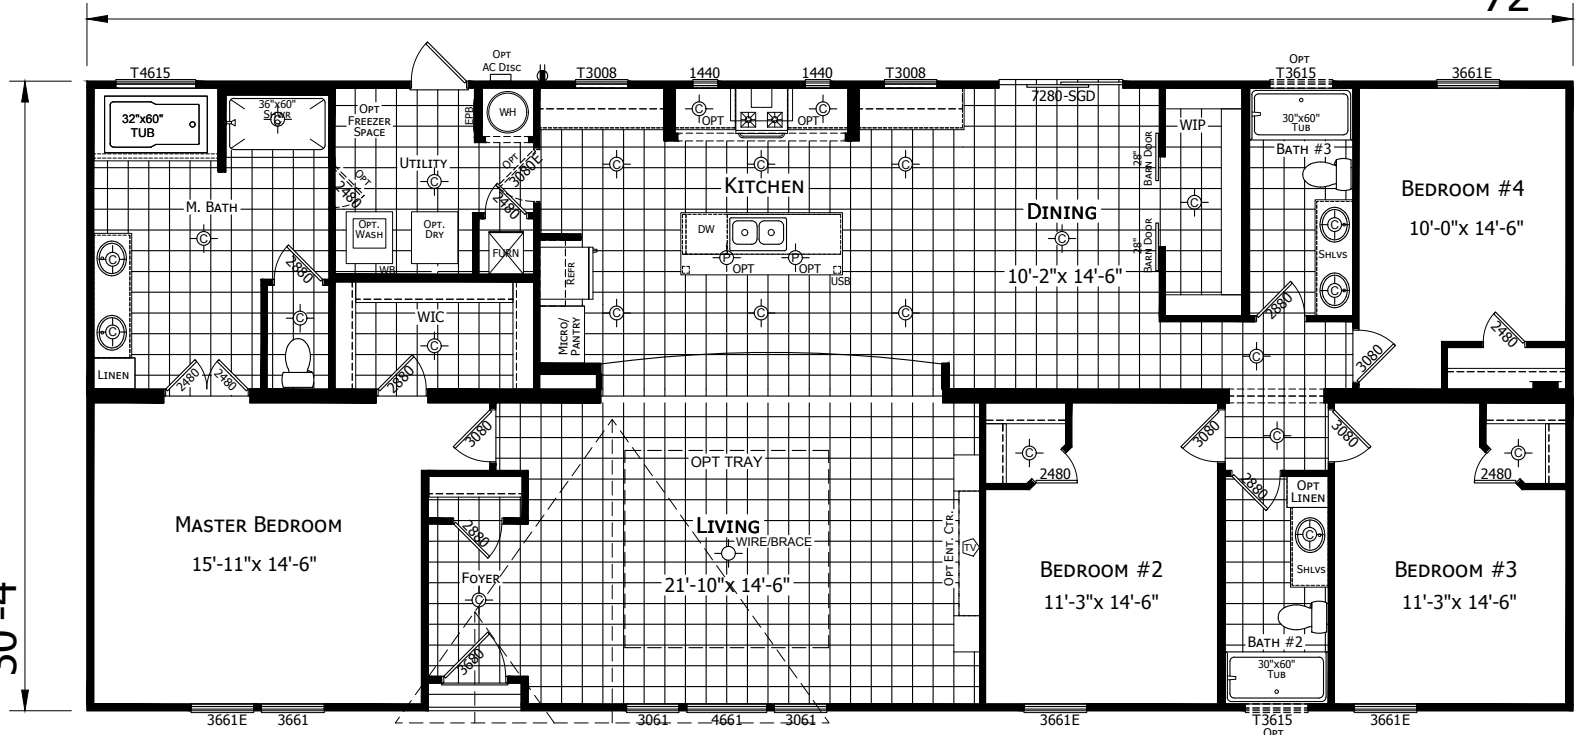 72'
30'-4"
T4615
OPT
AC DISC
T3008
1440
1440
T3008
7280-SGD
OPT
T3615
3661E
32"x60"
TUB
36"x60"
SHWR
OPT
FREEZER
SPACE
EPB
WH
OPT
OPT
30"x60"
TUB
WIP
BATH #3
UTILITY
OPT
3080E
OPT
2480
2480
KITCHEN
28"
BARN DOOR
28"
BARN DOOR
BEDROOM #4
10'-0"x 14'-6"
M. BATH
OPT.
WASH
OPT.
DRY
WB
FURN
DW
OPT
OPT
USB
DINING
10'-2"x 14'-6"
SHLVS
2880
REFR
MICRO/
PANTRY
2880
WIC
2880
2480
2480
LINEN
2480
3080
3080
3080
3080
OPT TRAY
2480
2880
OPT
LINEN
2480
MASTER BEDROOM
15'-11"x 14'-6"
2880
FOYER
3680
LIVING
WIRE/BRACE
21'-10"x 14'-6"
OPT ENT. CTR.
TV
BEDROOM #2
11'-3"x 14'-6"
SHLVS
BATH #2
30"x60"
TUB
BEDROOM #3
11'-3"x 14'-6"
3661E
3661
3061
4661
3061
3661E
T3615
OPT
3661E